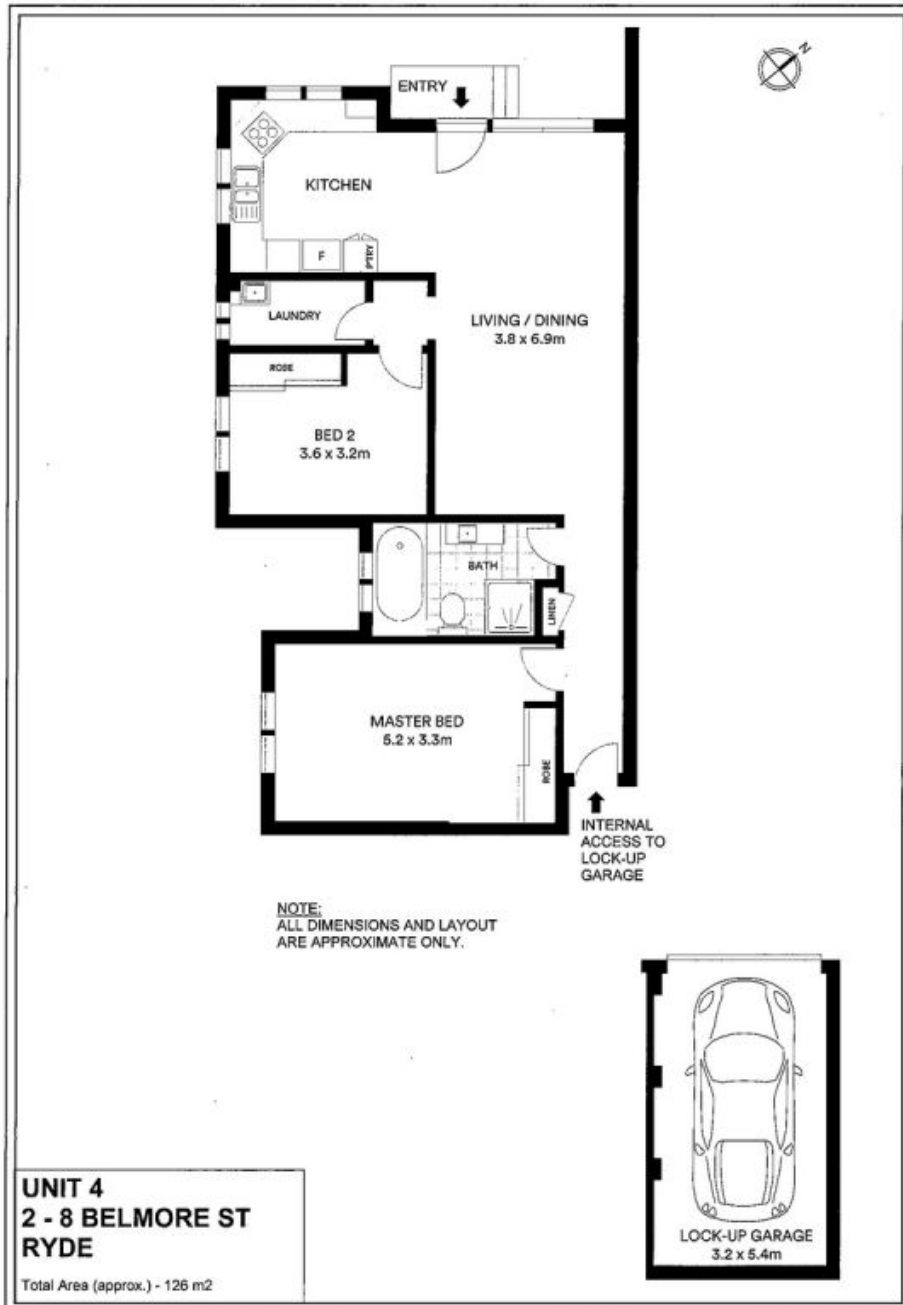 N
ENTRY
KITCHEN
F
PTRY
LAUNDRY
LIVING / DINING
3.8 x 6.9m
ROBE
BED 2
3.6 x 3.2m
BATH
LINEN
MASTER BED
5.2 x 3.3m
ROBE
INTERNAL
ACCESS TO
LOCK-UP
GARAGE
NOTE:
ALL DIMENSIONS AND LAYOUT
ARE APPROXIMATE ONLY.
LOCK-UP GARAGE
3.2 x 5.4m
UNIT 4
2 - 8 BELMORE ST
RYDE
Total Area (approx.) - 126 m2